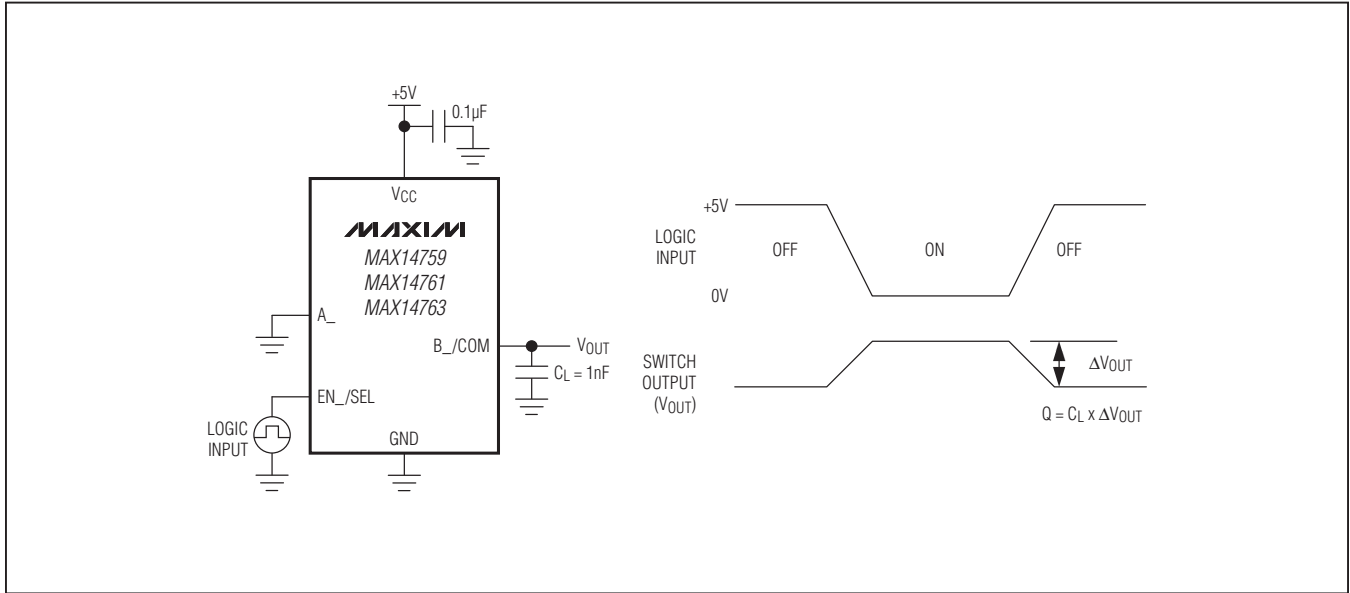 +5V
0.1µF
VCC
MAXIM
MAX14759
MAX14761
MAX14763
A_
B_/COM
VOUT
CL = 1nF
EN_/SEL
LOGIC
INPUT
GND
+5V
LOGIC
INPUT
0V
OFF
ON
OFF
SWITCH
OUTPUT
(VOUT)
ΔVOUT
Q = CL x ΔVOUT